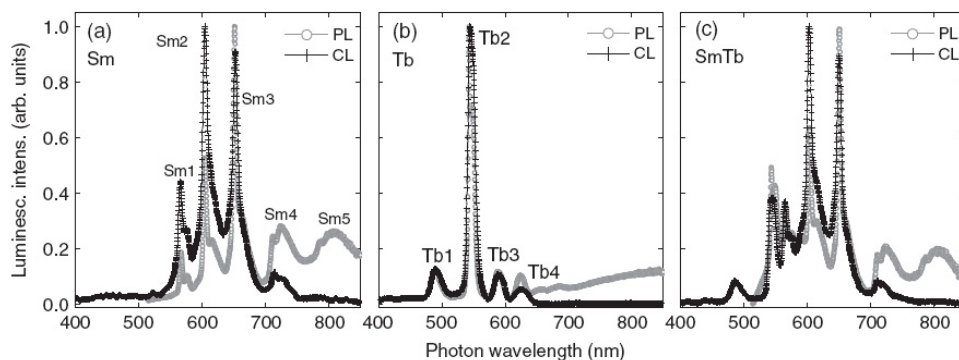 (a)
Sm
PL
CL
Sm1
Sm2
Sm3
Sm4
Sm5
(b)
Tb
PL
CL
Tb1
Tb2
Tb3
Tb4
(c)
SmTb
PL
CL
Luminesc. intens. (arb. units)
1.0
0.8
0.6
0.4
0.2
0.0
400 500 600 700 800
400 500 600 700 800
400 500 600 700 800
Photon wavelength (nm)